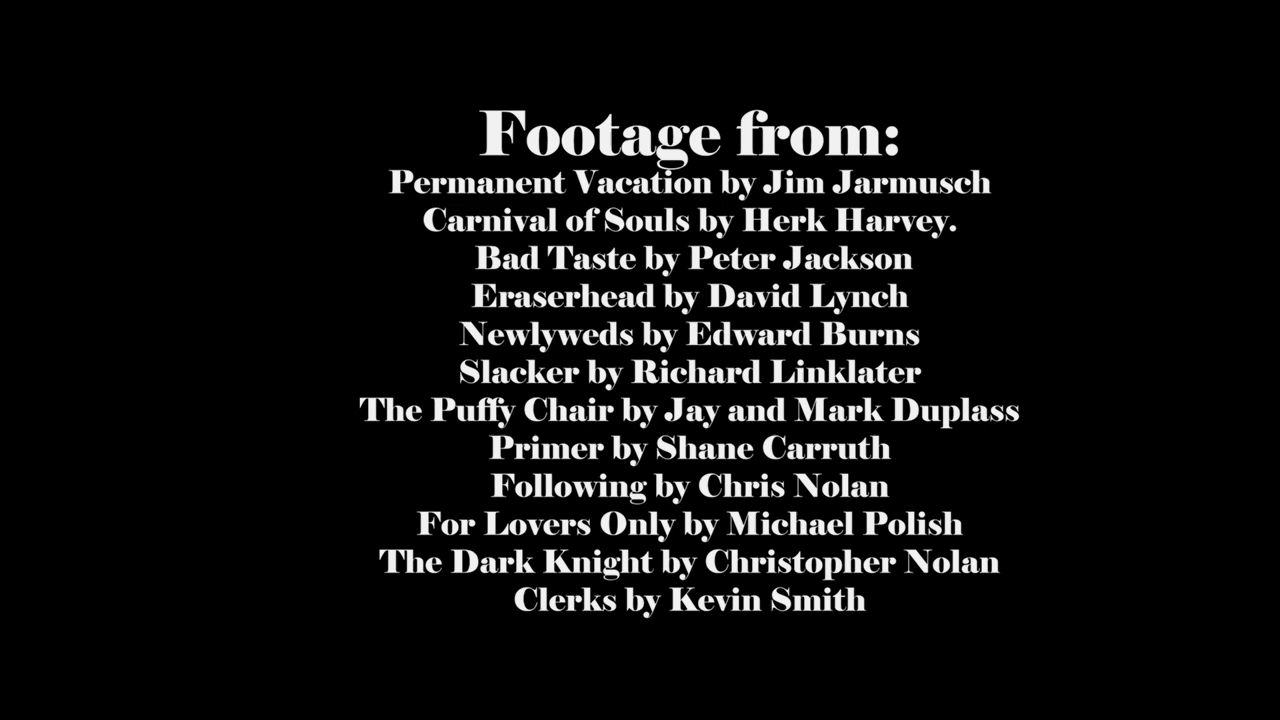 Footage from:
Permanent Vacation by Jim Jarmusch
Carnival of Souls by Herk Harvey.
Bad Taste by Peter Jackson
Eraserhead by David Lynch
Newlyweds by Edward Burns
Slacker by Richard Linklater
The Puffy Chair by Jay and Mark Duplass
Primer by Shane Carruth
Following by Chris Nolan
For Lovers Only by Michael Polish
The Dark Knight by Christopher Nolan
Clerks by Kevin Smith